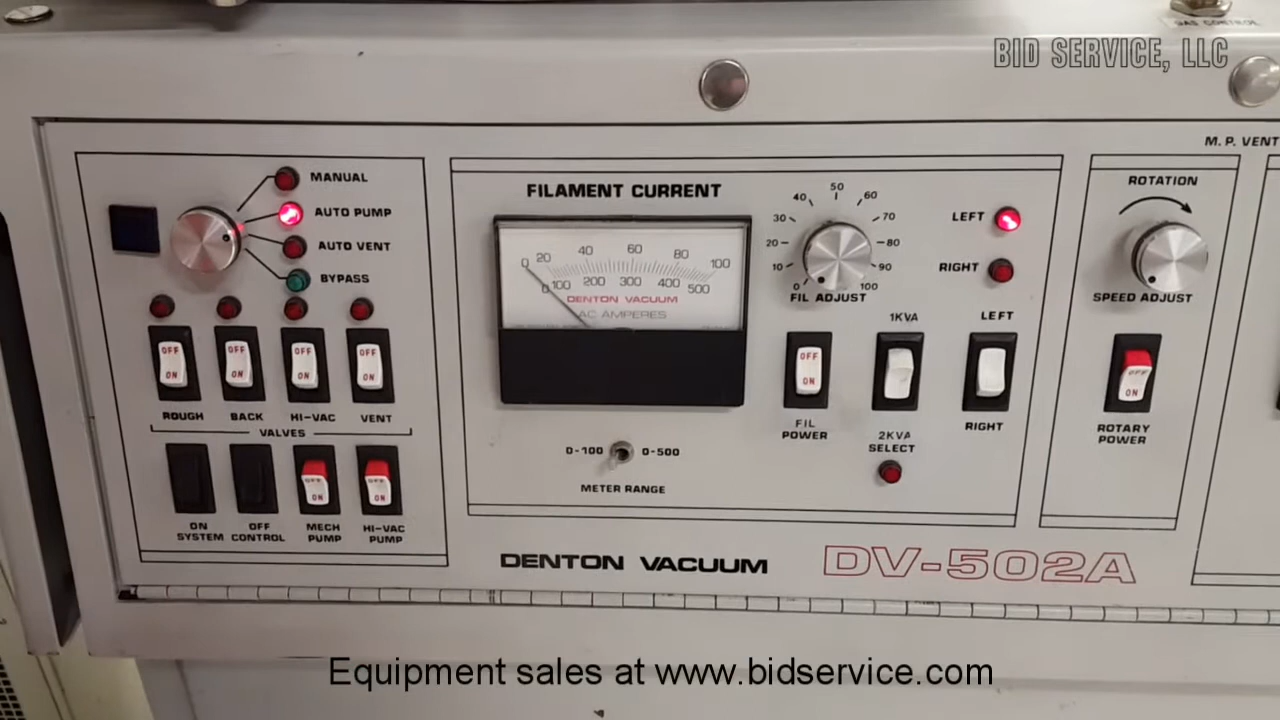 GAS CONTROL
BID SERVICE, LLC
M. P. VENT
MANUAL
AUTO PUMP
AUTO VENT
BYPASS
OFF
ON
OFF
ON
OFF
ON
OFF
ON
ROUGH
BACK
HI-VAC
VENT
VALVES
OFF
ON
OFF
ON
ON
SYSTEM
OFF
CONTROL
MECH
PUMP
HI-VAC
PUMP
FILAMENT CURRENT
0 20 40 60 80 100
0 100 200 300 400 500
DENTON VACUUM
AC AMPERES
0-100
0-500
METER RANGE
0 10 20 30 40 50 60 70 80 90 100
FIL ADJUST
LEFT
RIGHT
OFF
ON
FIL
POWER
1KVA
2KVA
SELECT
LEFT
RIGHT
ROTATION
SPEED ADJUST
OFF
ON
ROTARY
POWER
DENTON VACUUM
DV-502A
Equipment sales at www.bidservice.com